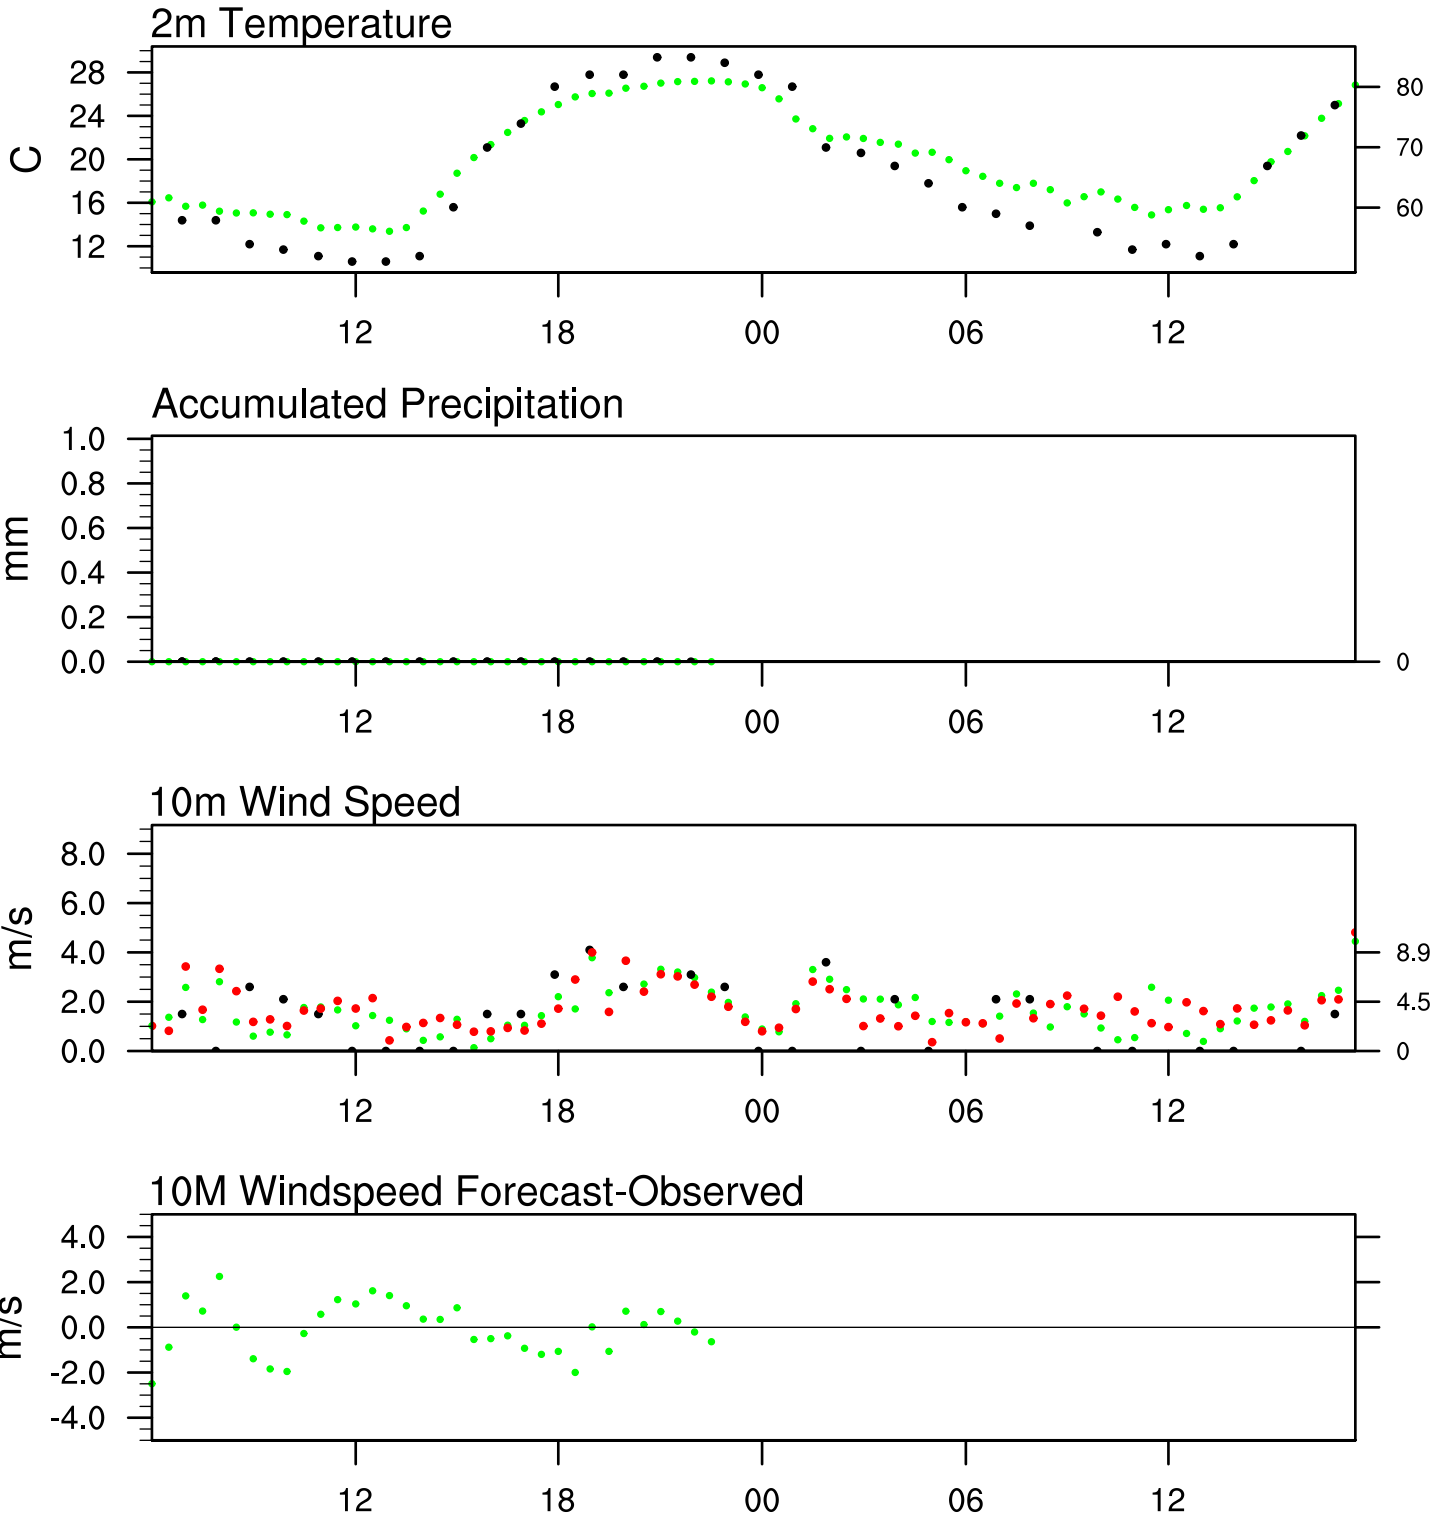 2m Temperature
28
24
20
16
12
C
80
70
60
12 18 00 06 12
Accumulated Precipitation
1.0
0.8
0.6
0.4
0.2
0.0
mm
0
12 18 00 06 12
10m Wind Speed
8.0
6.0
4.0
2.0
0.0
m/s
8.9
4.5
0
12 18 00 06 12
10M Windspeed Forecast-Observed
4.0
2.0
0.0
-2.0
-4.0
m/s
12 18 00 06 12